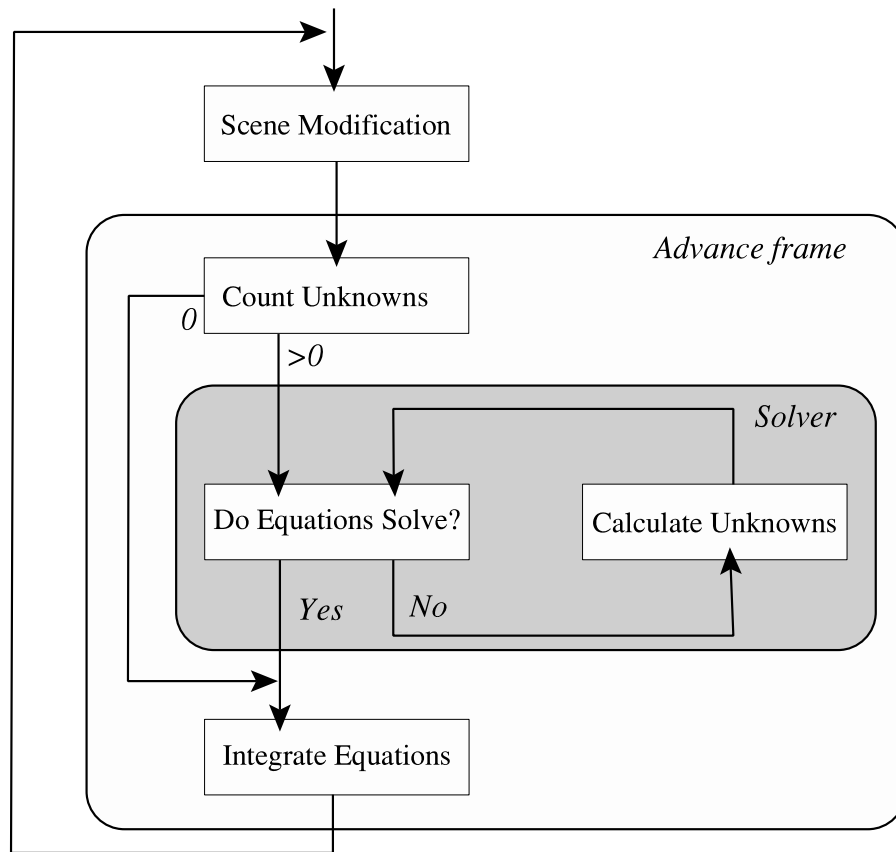 Scene Modification
Advance frame
Count Unknowns
0
>0
Solver
Do Equations Solve?
Calculate Unknowns
Yes
No
Integrate Equations